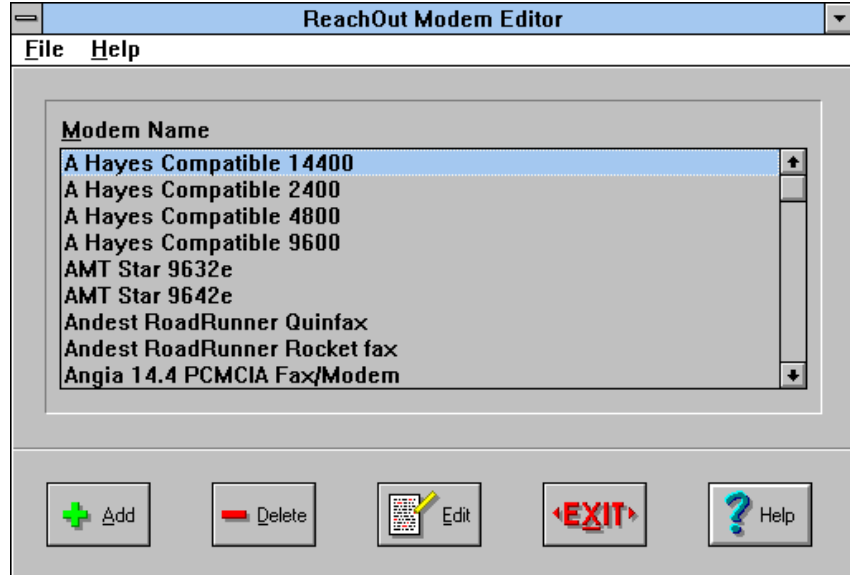 ReachOut Modem Editor
File Help
Modem Name
A Hayes Compatible 14400
A Hayes Compatible 2400
A Hayes Compatible 4800
A Hayes Compatible 9600
AMT Star 9632e
AMT Star 9642e
Andest RoadRunner Quinfax
Andest RoadRunner Rocket fax
Angia 14.4 PCMCIA Fax/Modem
Add Delete Edit EXIT Help